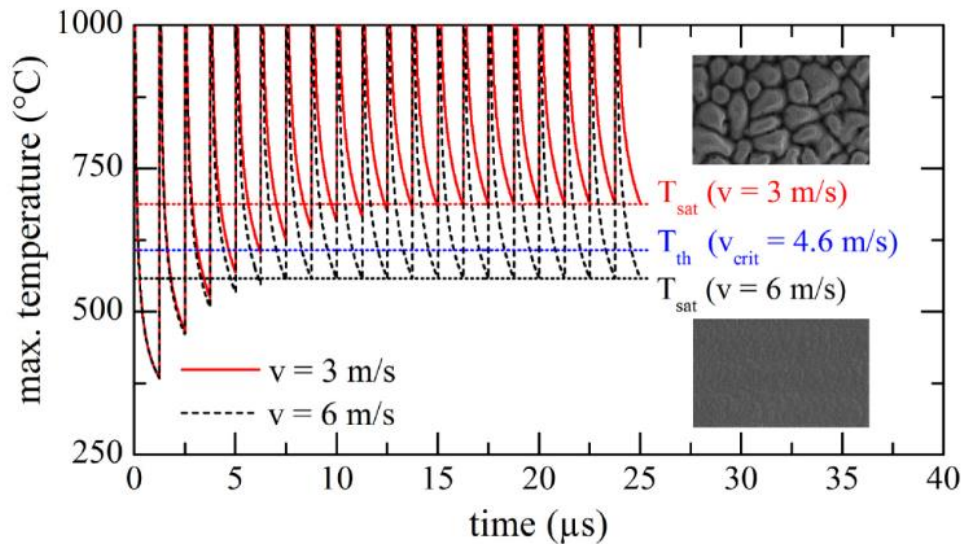 1000
750
500
250
max. temperature (°C)
T_sat (v = 3 m/s)
T_th (v_crit = 4.6 m/s)
T_sat (v = 6 m/s)
v = 3 m/s
v = 6 m/s
0 5 10 15 20 25 30 35 40
time (µs)